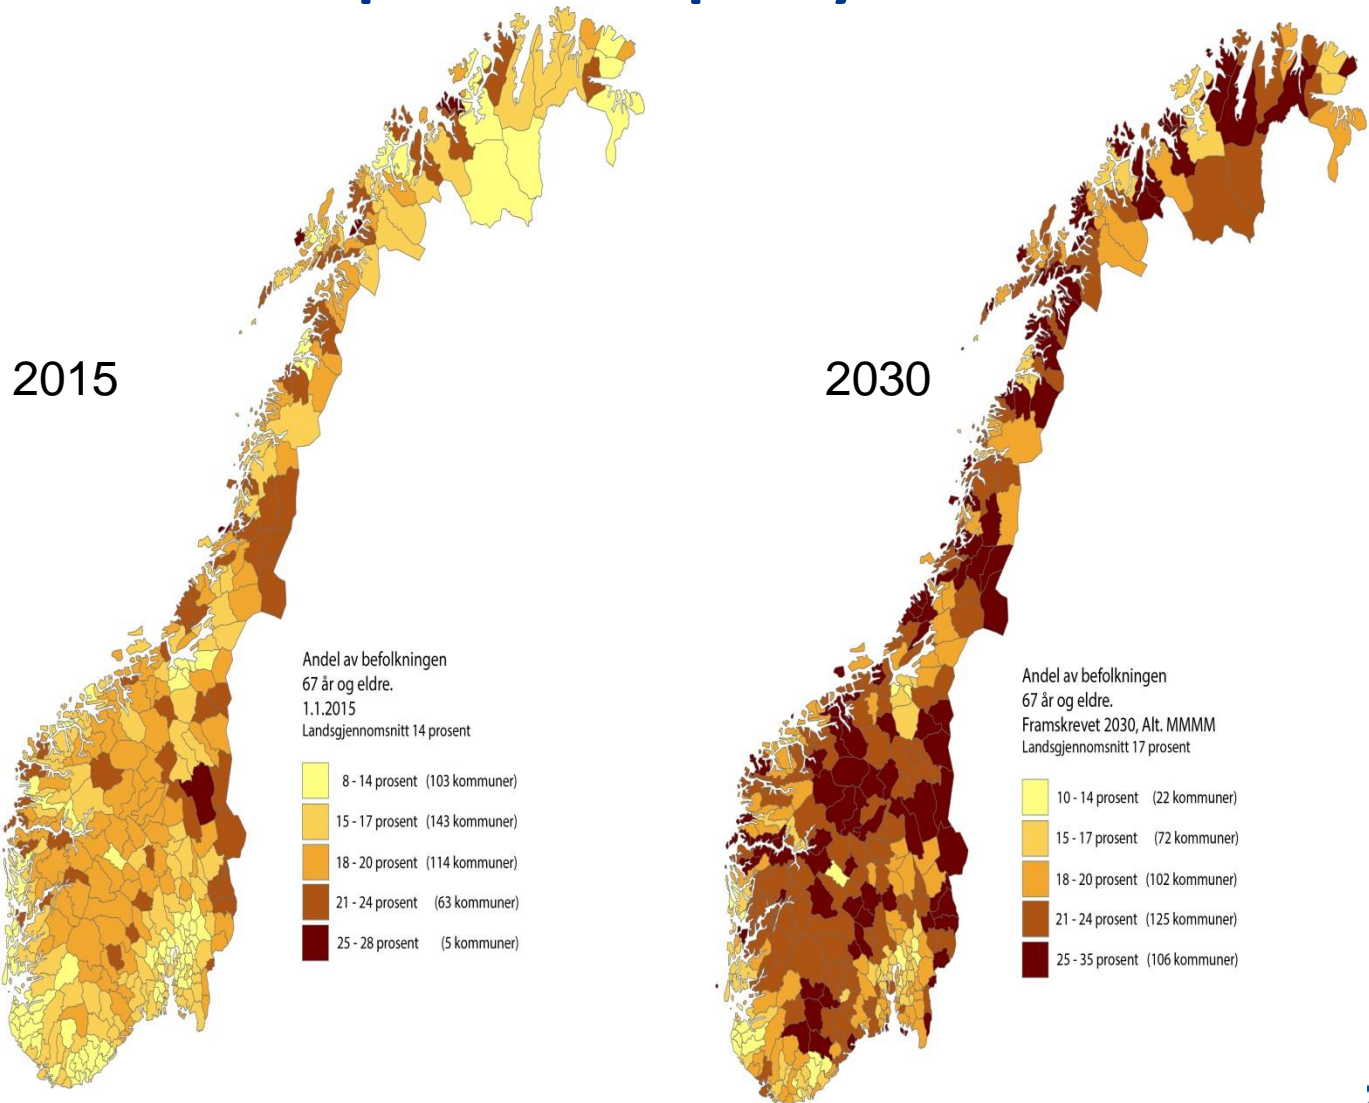 2015
Andel av befolkningen
67 år og eldre.
1.1.2015
Landsgjennomsnitt 14 prosent
8 - 14 prosent (103 kommuner)
15 - 17 prosent (143 kommuner)
18 - 20 prosent (114 kommuner)
21 - 24 prosent (63 kommuner)
25 - 28 prosent (5 kommuner)
2030
Andel av befolkningen
67 år og eldre.
Framskrevet 2030, Alt. MMMM
Landsgjennomsnitt 17 prosent
10 - 14 prosent (22 kommuner)
15 - 17 prosent (72 kommuner)
18 - 20 prosent (102 kommuner)
21 - 24 prosent (125 kommuner)
25 - 35 prosent (106 kommuner)